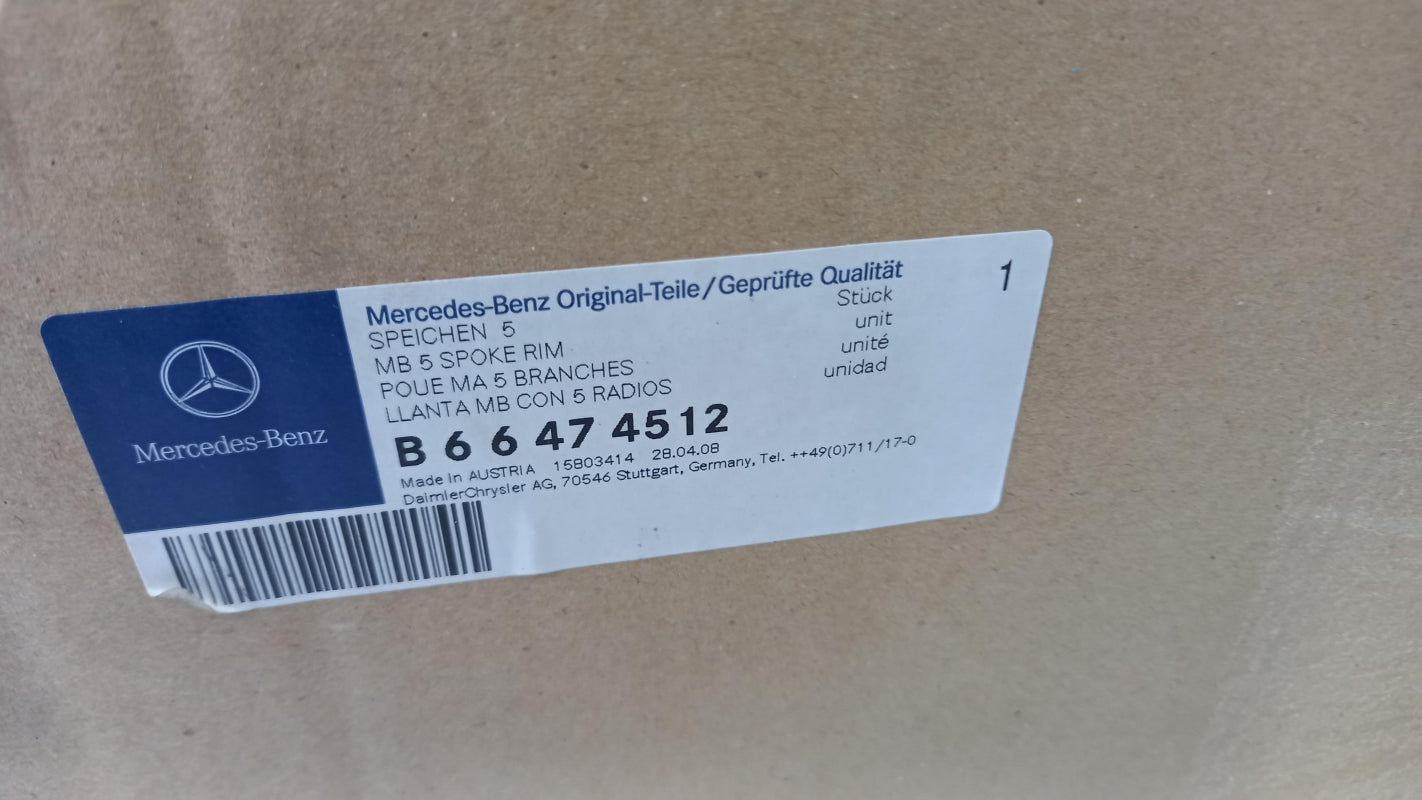 Mercedes-Benz
Mercedes-Benz Original-Teile/Geprüfte Qualität 1
SPEICHEN 5 Stück
MB 5 SPOKE RIM unit
POUE MA 5 BRANCHES unité
LLANTA MB CON 5 RADIOS unidad
B 6 6 47 4512
Made in AUSTRIA 15803414 28.04.08
DaimlerChrysler AG, 70546 Stuttgart, Germany, Tel. ++49(0)711/17-0